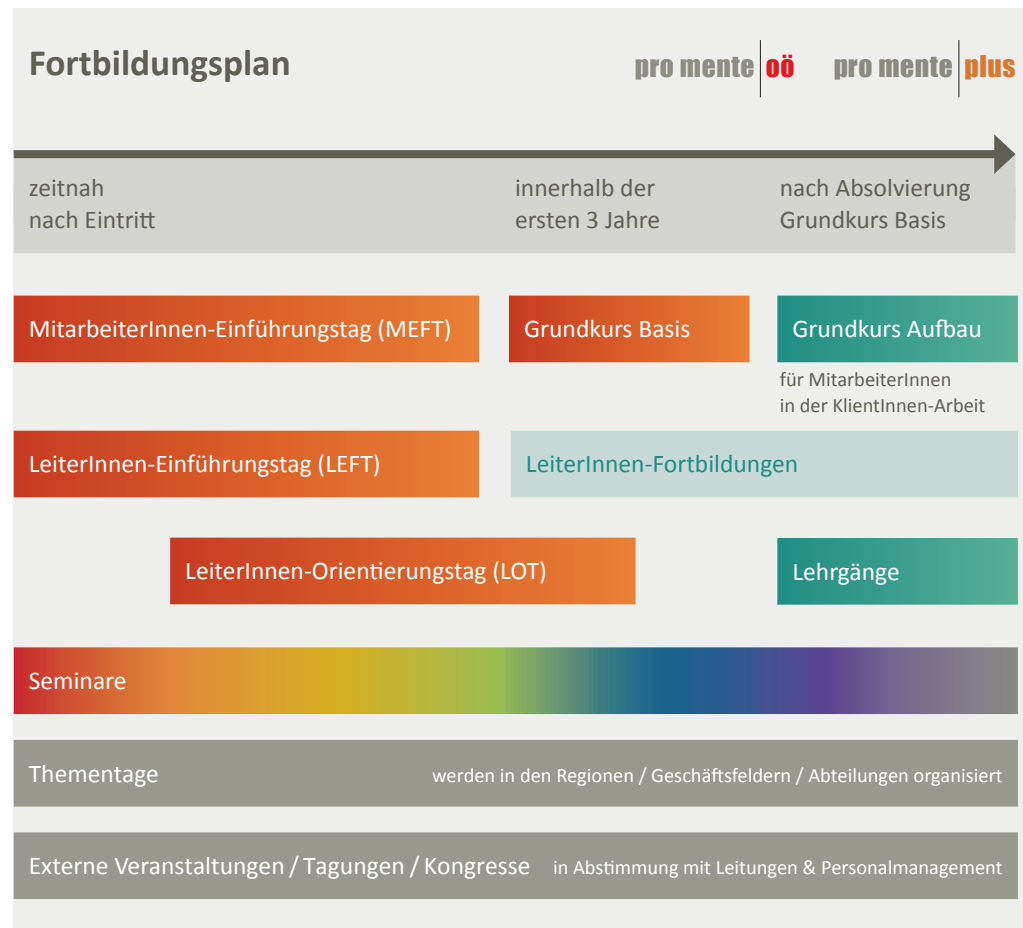 Fortbildungsplan
pro mente oö
pro mente plus
zeitnah
nach Eintritt
innerhalb der
ersten 3 Jahre
nach Absolvierung
Grundkurs Basis
MitarbeiterInnen-Einführungstag (MEFT)
Grundkurs Basis
Grundkurs Aufbau
für MitarbeiterInnen
in der KlientInnen-Arbeit
LeiterInnen-Einführungstag (LEFT)
LeiterInnen-Fortbildungen
LeiterInnen-Orientierungstag (LOT)
Lehrgänge
Seminare
Thementage
werden in den Regionen / Geschäftsfeldern / Abteilungen organisiert
Externe Veranstaltungen / Tagungen / Kongresse
in Abstimmung mit Leitungen & Personalmanagement